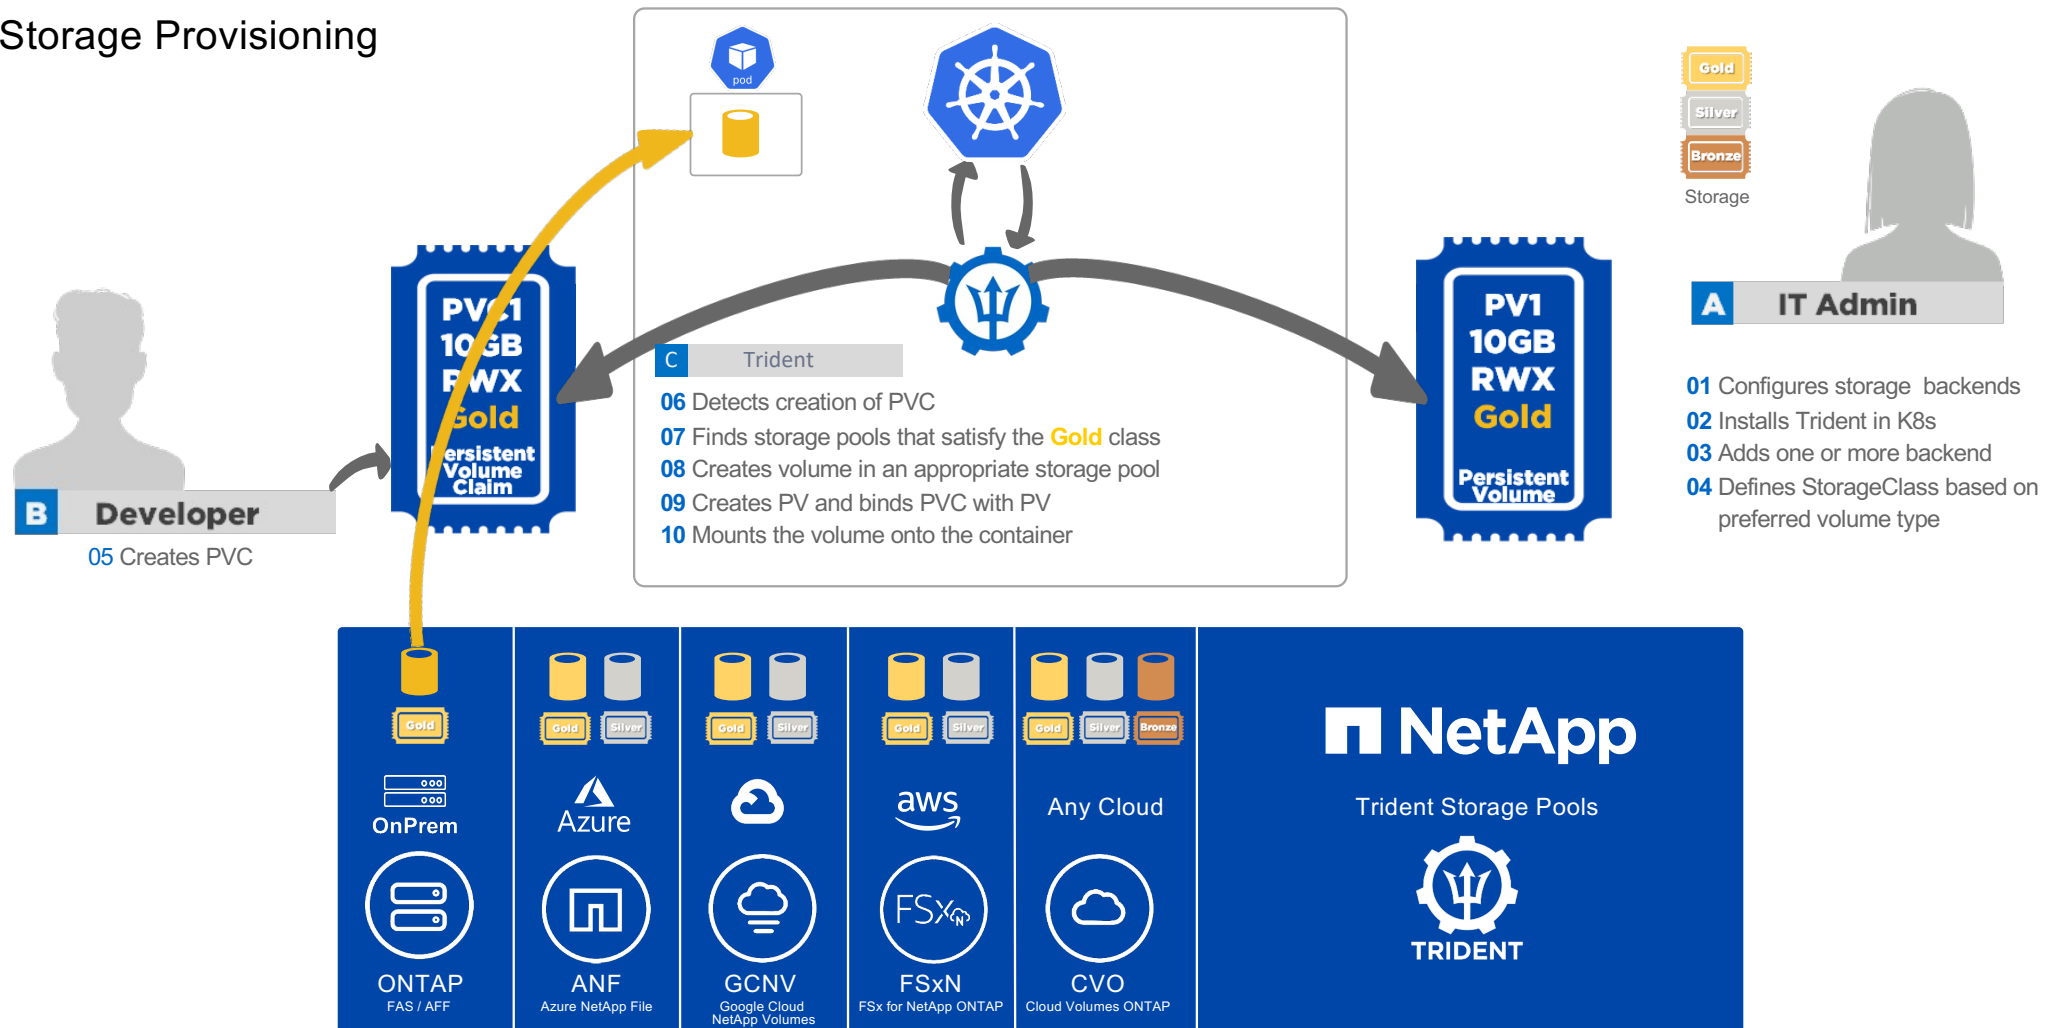 Storage Provisioning
pod
Gold
Silver
Bronze
Storage
PVC1
10GB
RWX
Gold
Persistent
Volume
Claim
PV1
10GB
RWX
Gold
Persistent
Volume
A IT Admin
01 Configures storage backends
02 Installs Trident in K8s
03 Adds one or more backend
04 Defines StorageClass based on
preferred volume type
C Trident
06 Detects creation of PVC
07 Finds storage pools that satisfy the Gold class
08 Creates volume in an appropriate storage pool
09 Creates PV and binds PVC with PV
10 Mounts the volume onto the container
B Developer
05 Creates PVC
Gold
OnPrem
ONTAP
FAS / AFF
Gold Silver
Azure
ANF
Azure NetApp File
Gold Silver
GCNV
Google Cloud
NetApp Volumes
Gold Silver
aws
FSxN
FSxN
FSx for NetApp ONTAP
Gold Silver Bronze
Any Cloud
CVO
Cloud Volumes ONTAP
NetApp
Trident Storage Pools
TRIDENT